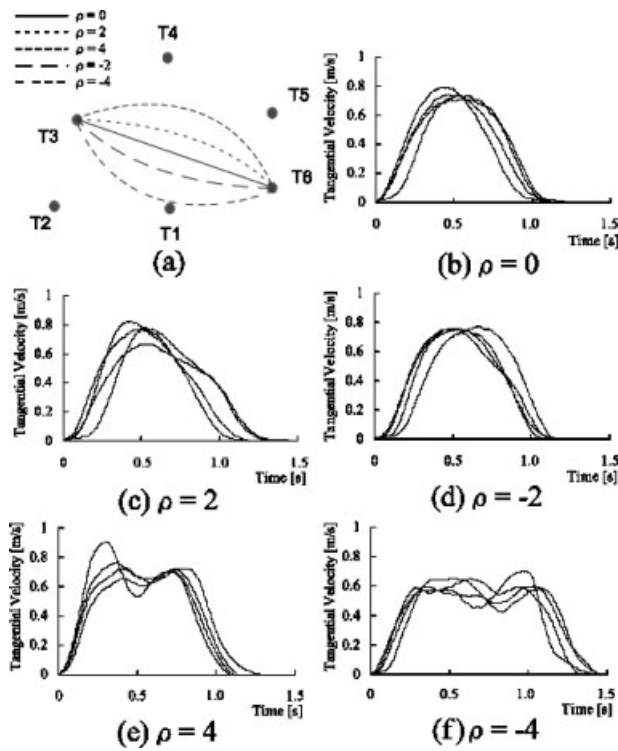 ρ = 0
ρ = 2
ρ = 4
ρ = -2
ρ = -4
T4
T5
T3
T6
T2
T1
(a)
Tangential Velocity [m/s]
1
0.8
0.6
0.4
0.2
0
0 0.5 1.0 1.5
Time [s]
(b) ρ = 0
Tangential Velocity [m/s]
1
0.8
0.6
0.4
0.2
0
0 0.5 1.0 1.5
Time [s]
(c) ρ = 2
Tangential Velocity [m/s]
1
0.8
0.6
0.4
0.2
0
0 0.5 1.0 1.5
Time [s]
(d) ρ = -2
Tangential Velocity [m/s]
1
0.8
0.6
0.4
0.2
0
0 0.5 1.0 1.5
Time [s]
(e) ρ = 4
Tangential Velocity [m/s]
1
0.8
0.6
0.4
0.2
0
0 0.5 1.0 1.5
Time [s]
(f) ρ = -4